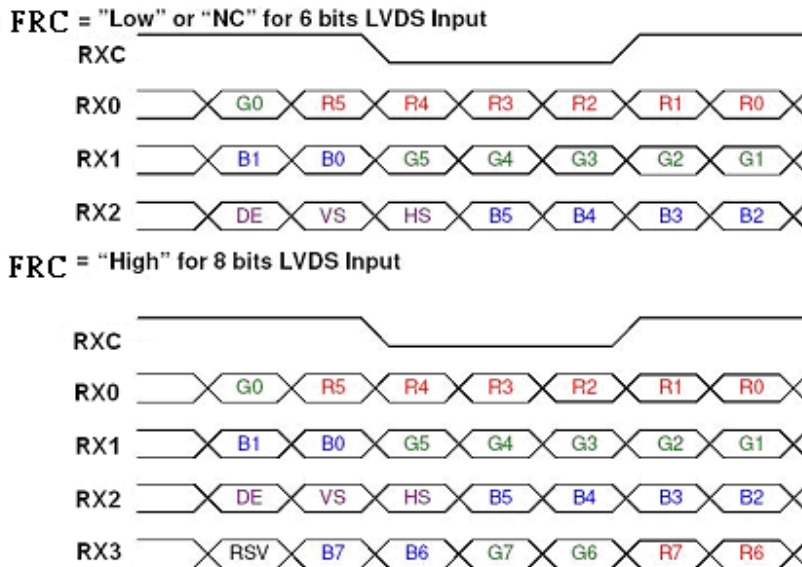 FRC = "Low" or “NC” for 6 bits LVDS Input
RXC
RX0 G0 R5 R4 R3 R2 R1 R0
RX1 B1 B0 G5 G4 G3 G2 G1
RX2 DE VS HS B5 B4 B3 B2
FRC = “High” for 8 bits LVDS Input
RXC
RX0 G0 R5 R4 R3 R2 R1 R0
RX1 B1 B0 G5 G4 G3 G2 G1
RX2 DE VS HS B5 B4 B3 B2
RX3 RSV B7 B6 G7 G6 R7 R6